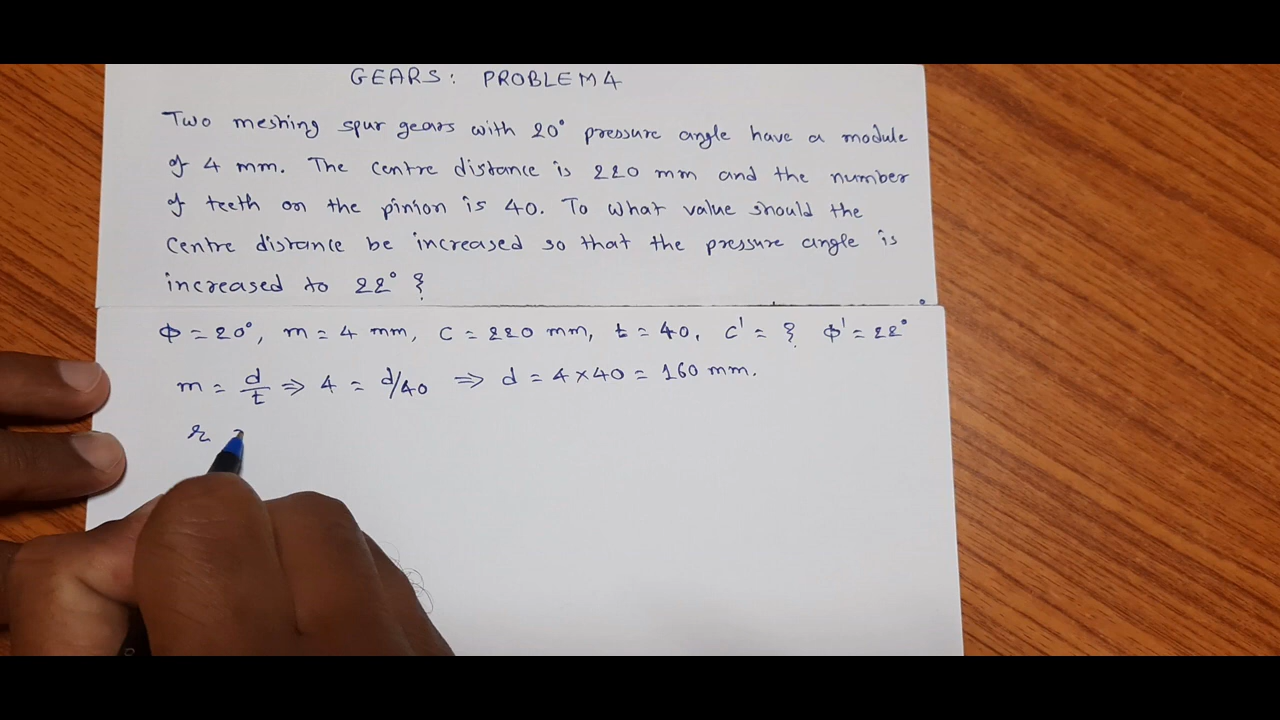 GEARS: PROBLEM 4
Two meshing spur gears with 20° pressure angle have a module
of 4 mm. The centre distance is 220 mm and the number
of teeth on the pinion is 40. To what value should the
centre distance be increased so that the pressure angle is
increased to 22° ?
Φ = 20°, m = 4 mm, C = 220 mm, t = 40, C' = ? Φ' = 22°
m = d/t ⇒ 4 = d/40 ⇒ d = 4 × 40 = 160 mm.
r